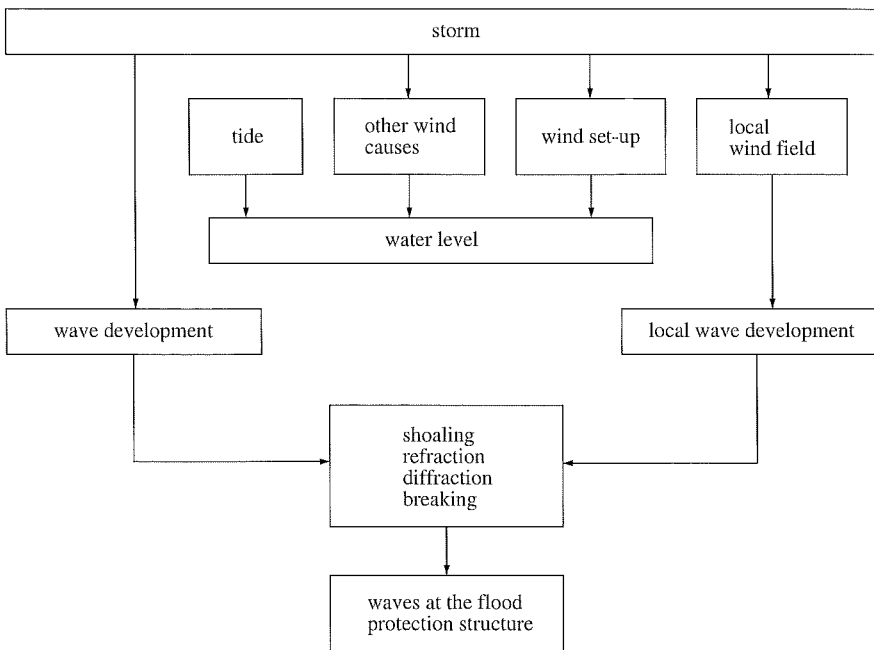 storm
tide
other wind
causes
wind set-up
local
wind field
water level
wave development
local wave development
shoaling
refraction
diffraction
breaking
waves at the flood
protection structure